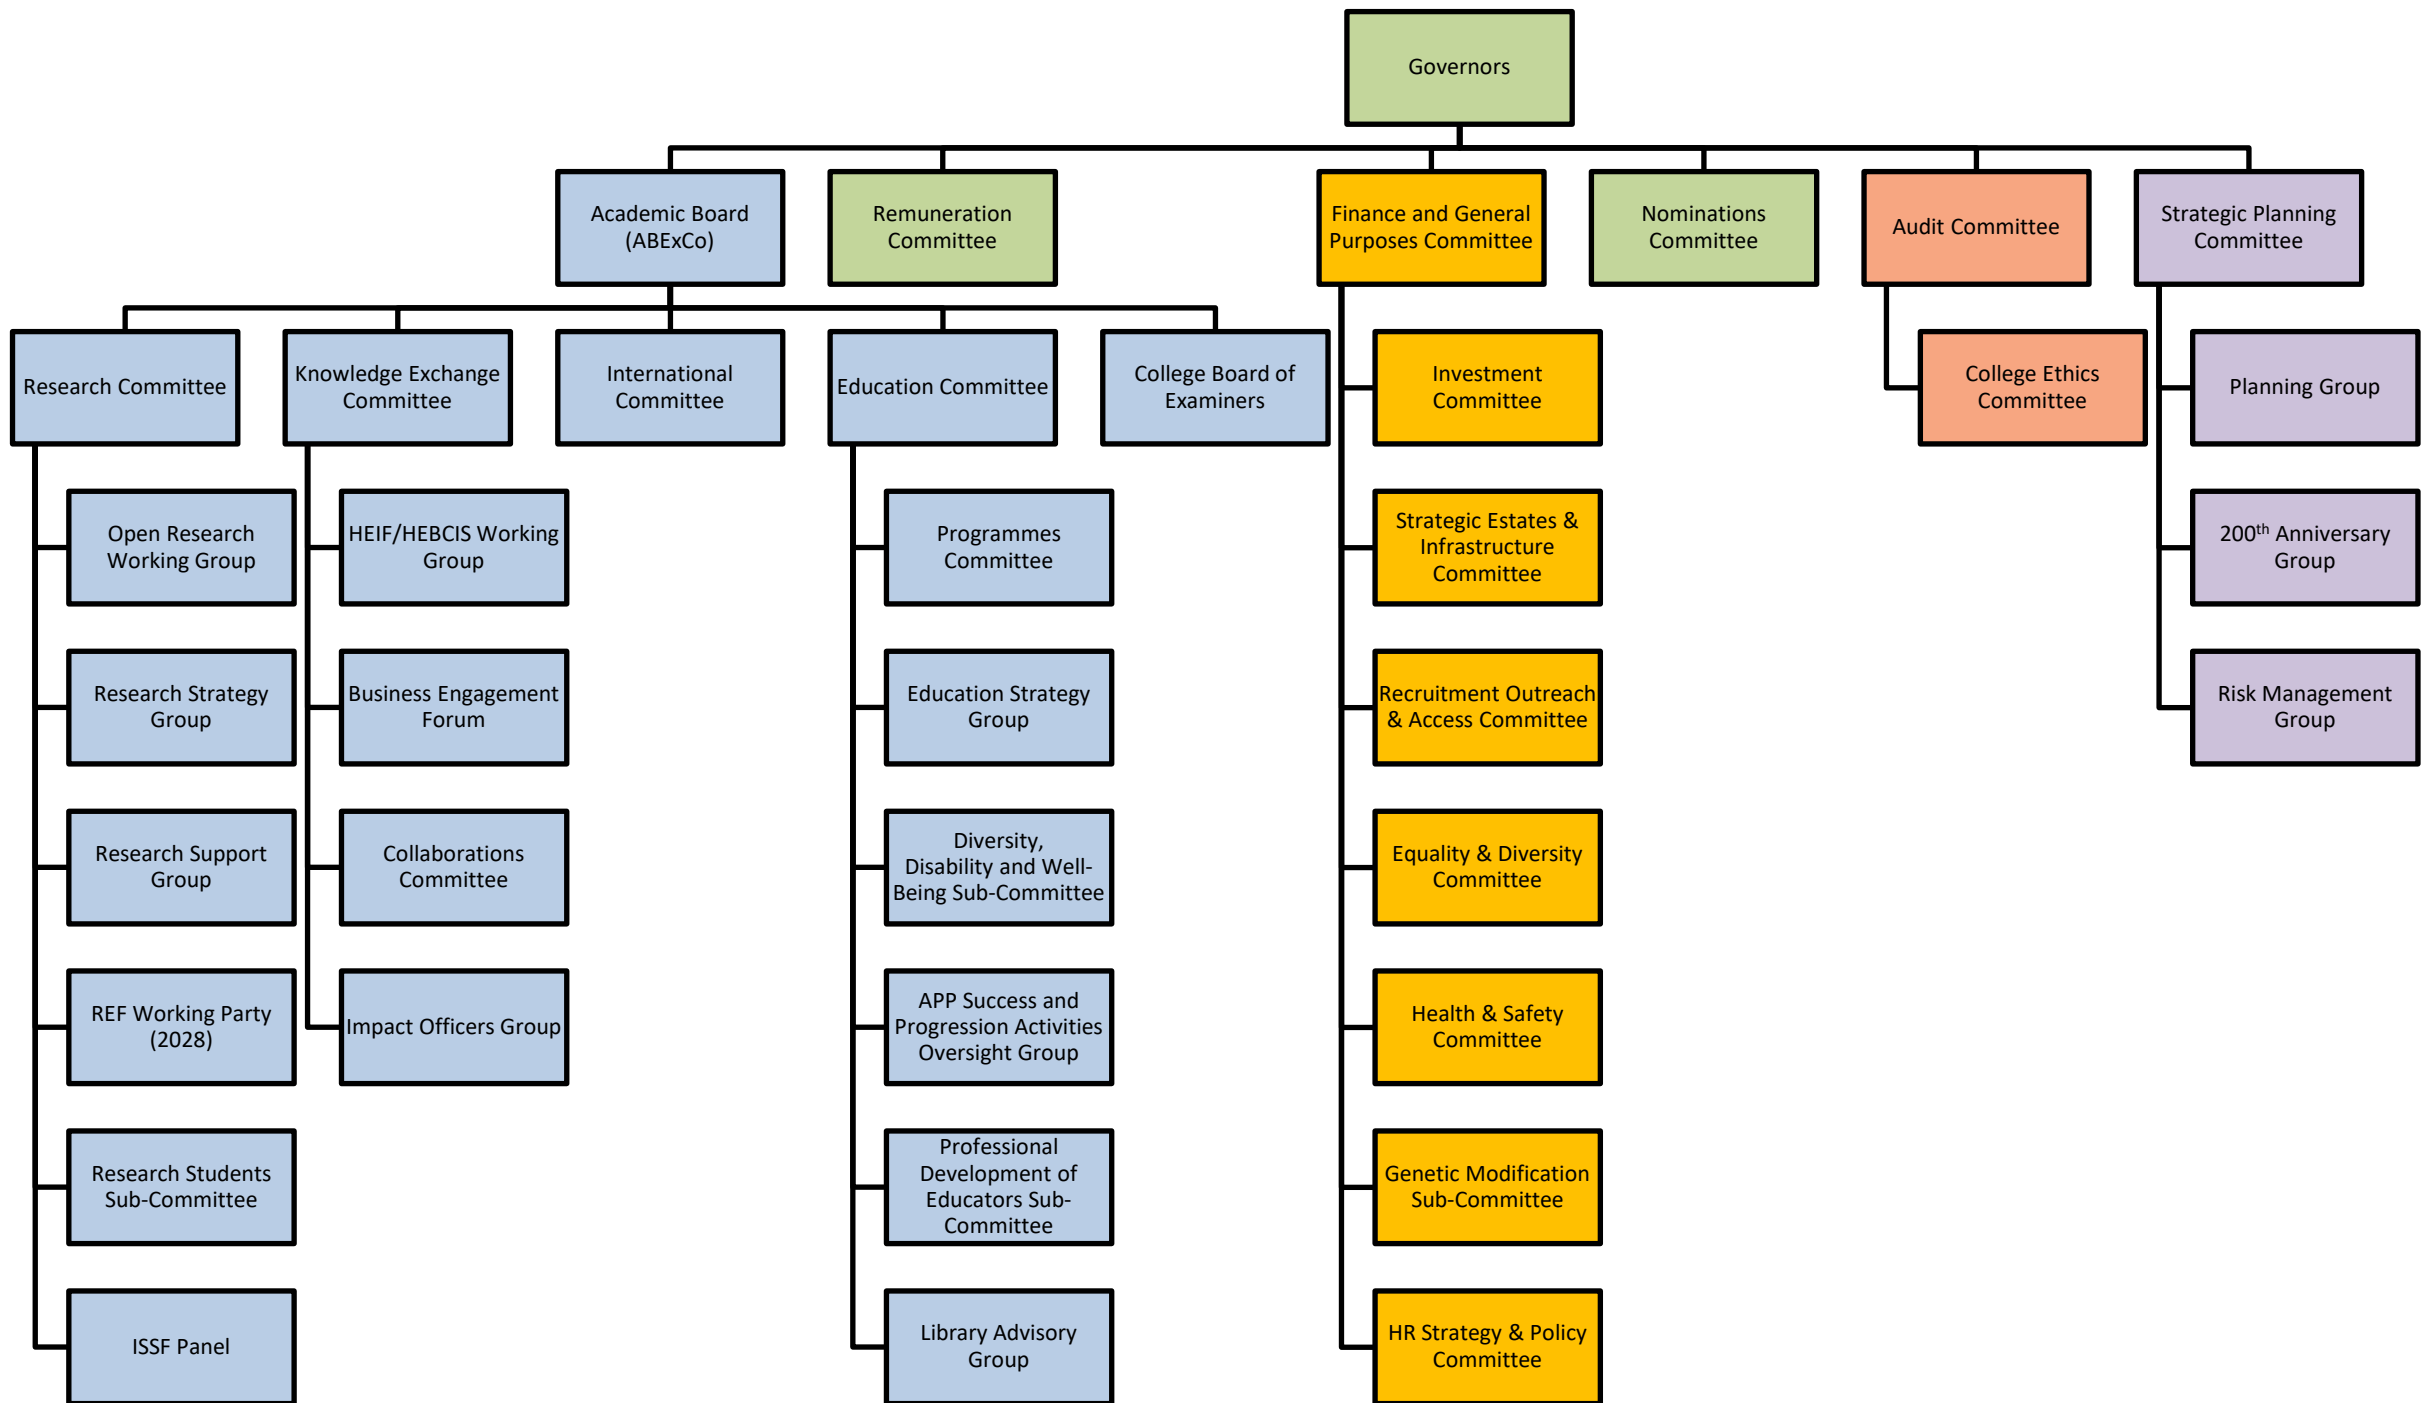 Governors
Academic Board
(ABExCo)
Remuneration
Committee
Finance and General
Purposes Committee
Nominations
Committee
Audit Committee
Strategic Planning
Committee
Research Committee
Knowledge Exchange
Committee
International
Committee
Education Committee
College Board of
Examiners
Investment
Committee
College Ethics
Committee
Planning Group
Open Research
Working Group
HEIF/HEBCIS Working
Group
Programmes
Committee
Strategic Estates &
Infrastructure
Committee
200th Anniversary
Group
Research Strategy
Group
Business Engagement
Forum
Education Strategy
Group
Recruitment Outreach
& Access Committee
Risk Management
Group
Research Support
Group
Collaborations
Committee
Diversity,
Disability and Well-
Being Sub-Committee
Equality & Diversity
Committee
REF Working Party
(2028)
Impact Officers Group
APP Success and
Progression Activities
Oversight Group
Health & Safety
Committee
Research Students
Sub-Committee
Professional
Development of
Educators Sub-
Committee
Genetic Modification
Sub-Committee
ISSF Panel
Library Advisory
Group
HR Strategy & Policy
Committee